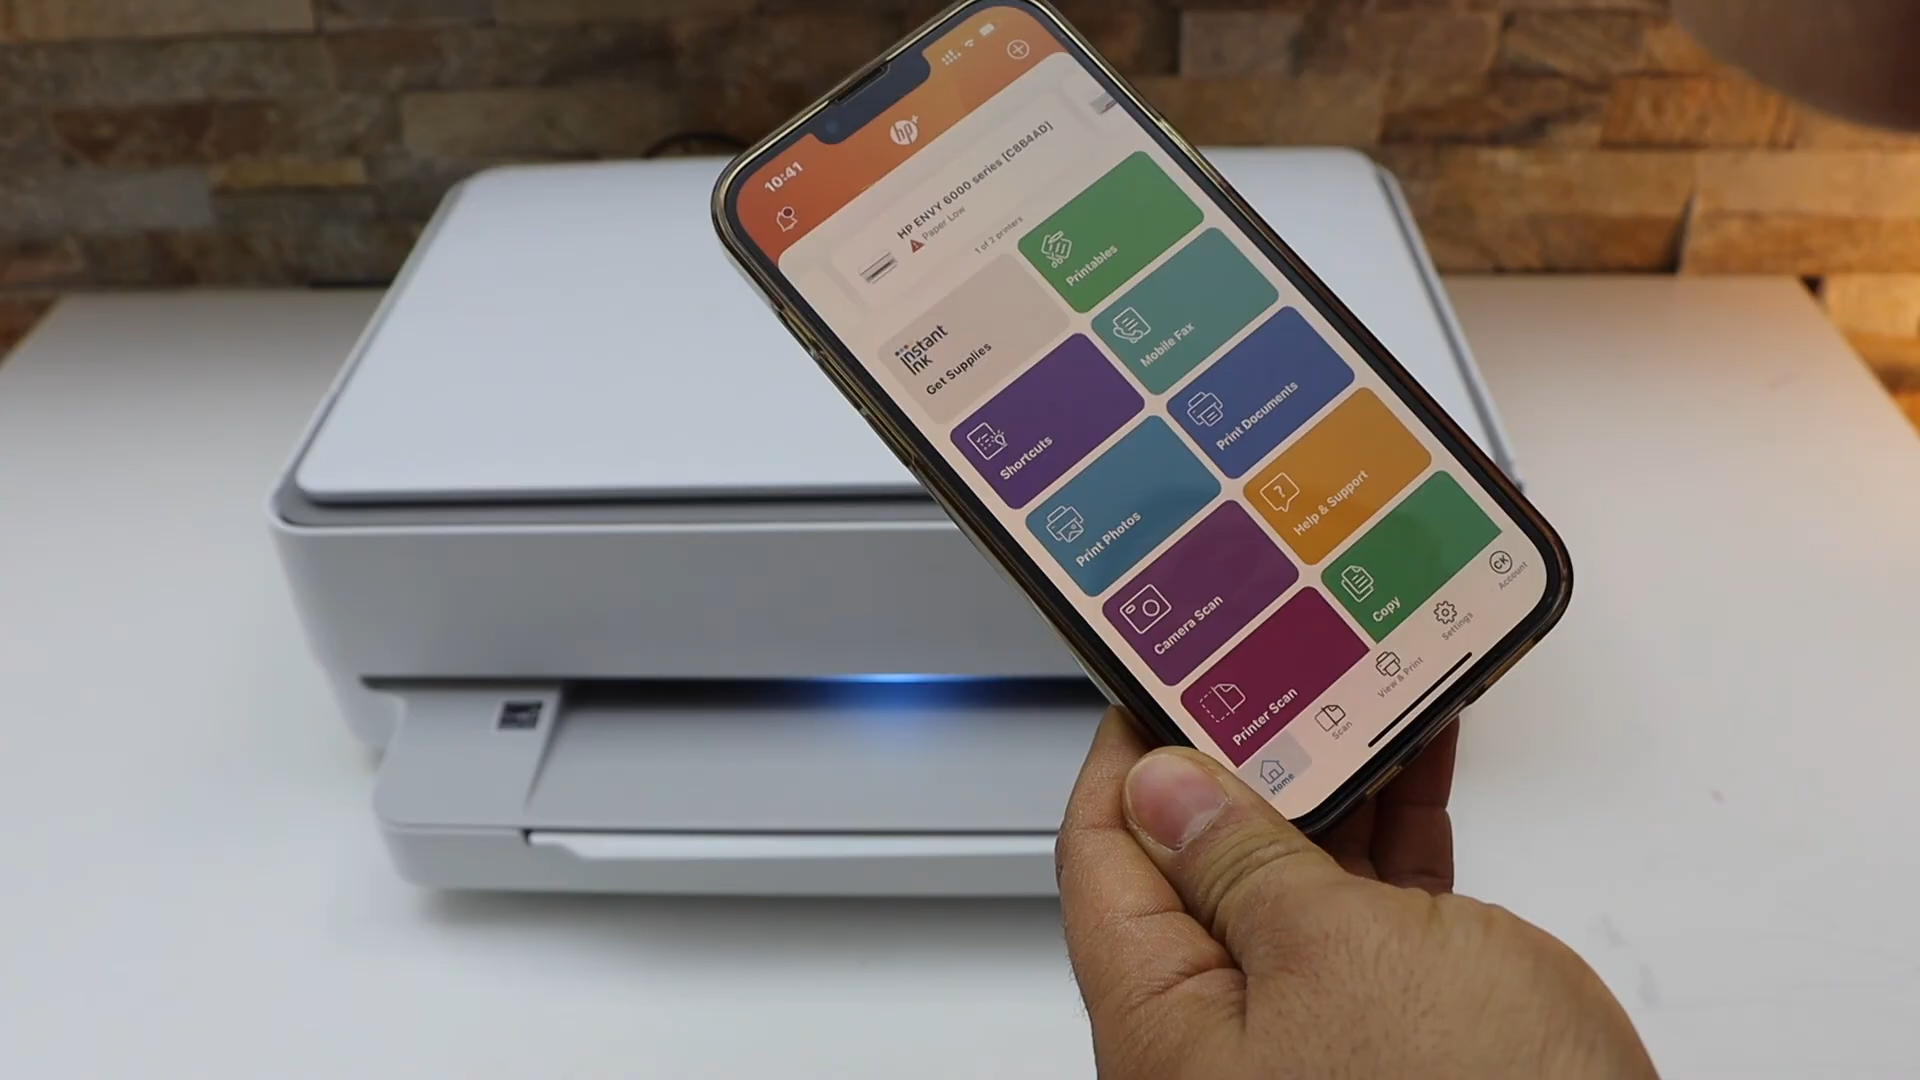 10:41
hp+
HP ENVY 6000 series [C8B4AD]
Paper Low
1 of 2 printers
instant
ink
Get Supplies
Printables
Shortcuts
Mobile Fax
Print Photos
Print Documents
Camera Scan
Help & Support
Printer Scan
Copy
Home
Scan
View & Print
Settings
CK
Account